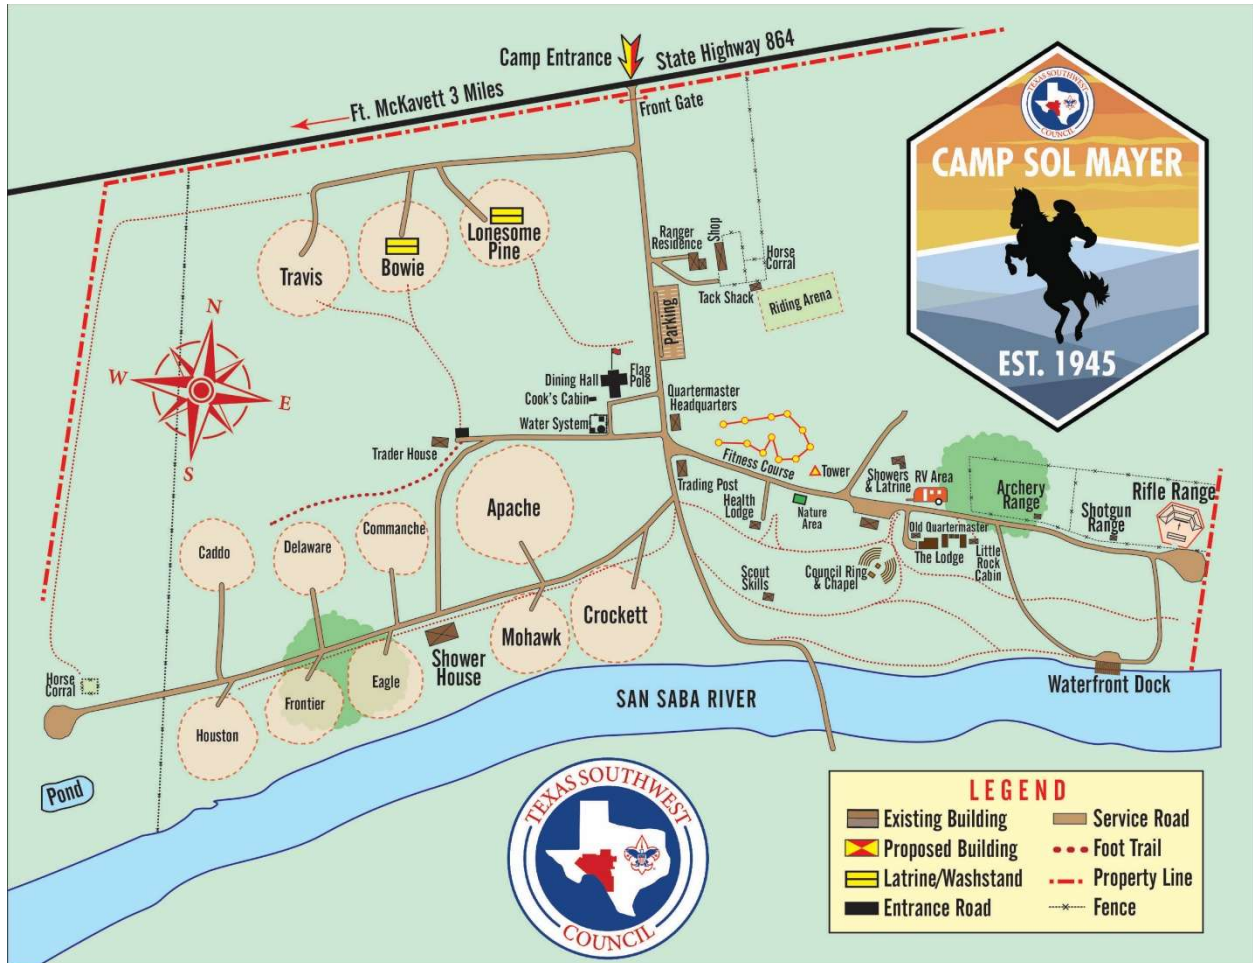 Camp Entrance
State Highway 864
Ft. McKavett 3 Miles
Front Gate
TEXAS SOUTHWEST
COUNCIL
CAMP SOL MAYER
EST. 1945
Lonesome
Pine
Bowie
Travis
Ranger
Residence
Shop
Horse
Corral
Tack Shack
Riding Arena
Parking
N
W
E
S
Dining Hall
Flag
Pole
Cook's Cabin
Water System
Quartermaster
Headquarters
Trader House
Fitness Course
Tower
Trading Post
Showers
& Latrine
RV Area
Archery
Range
Shotgun
Range
Rifle Range
Health
Lodge
Nature
Area
Old Quartermaster
The Lodge
Little
Rock
Cabin
Council Ring
& Chapel
Scout
Skills
Apache
Commanche
Delaware
Caddo
Crockett
Mohawk
Shower
House
Eagle
Frontier
Houston
Horse
Corral
Pond
SAN SABA RIVER
Waterfront Dock
TEXAS SOUTHWEST
COUNCIL
LEGEND
Existing Building
Service Road
Proposed Building
Foot Trail
Latrine/Washstand
Property Line
Entrance Road
Fence